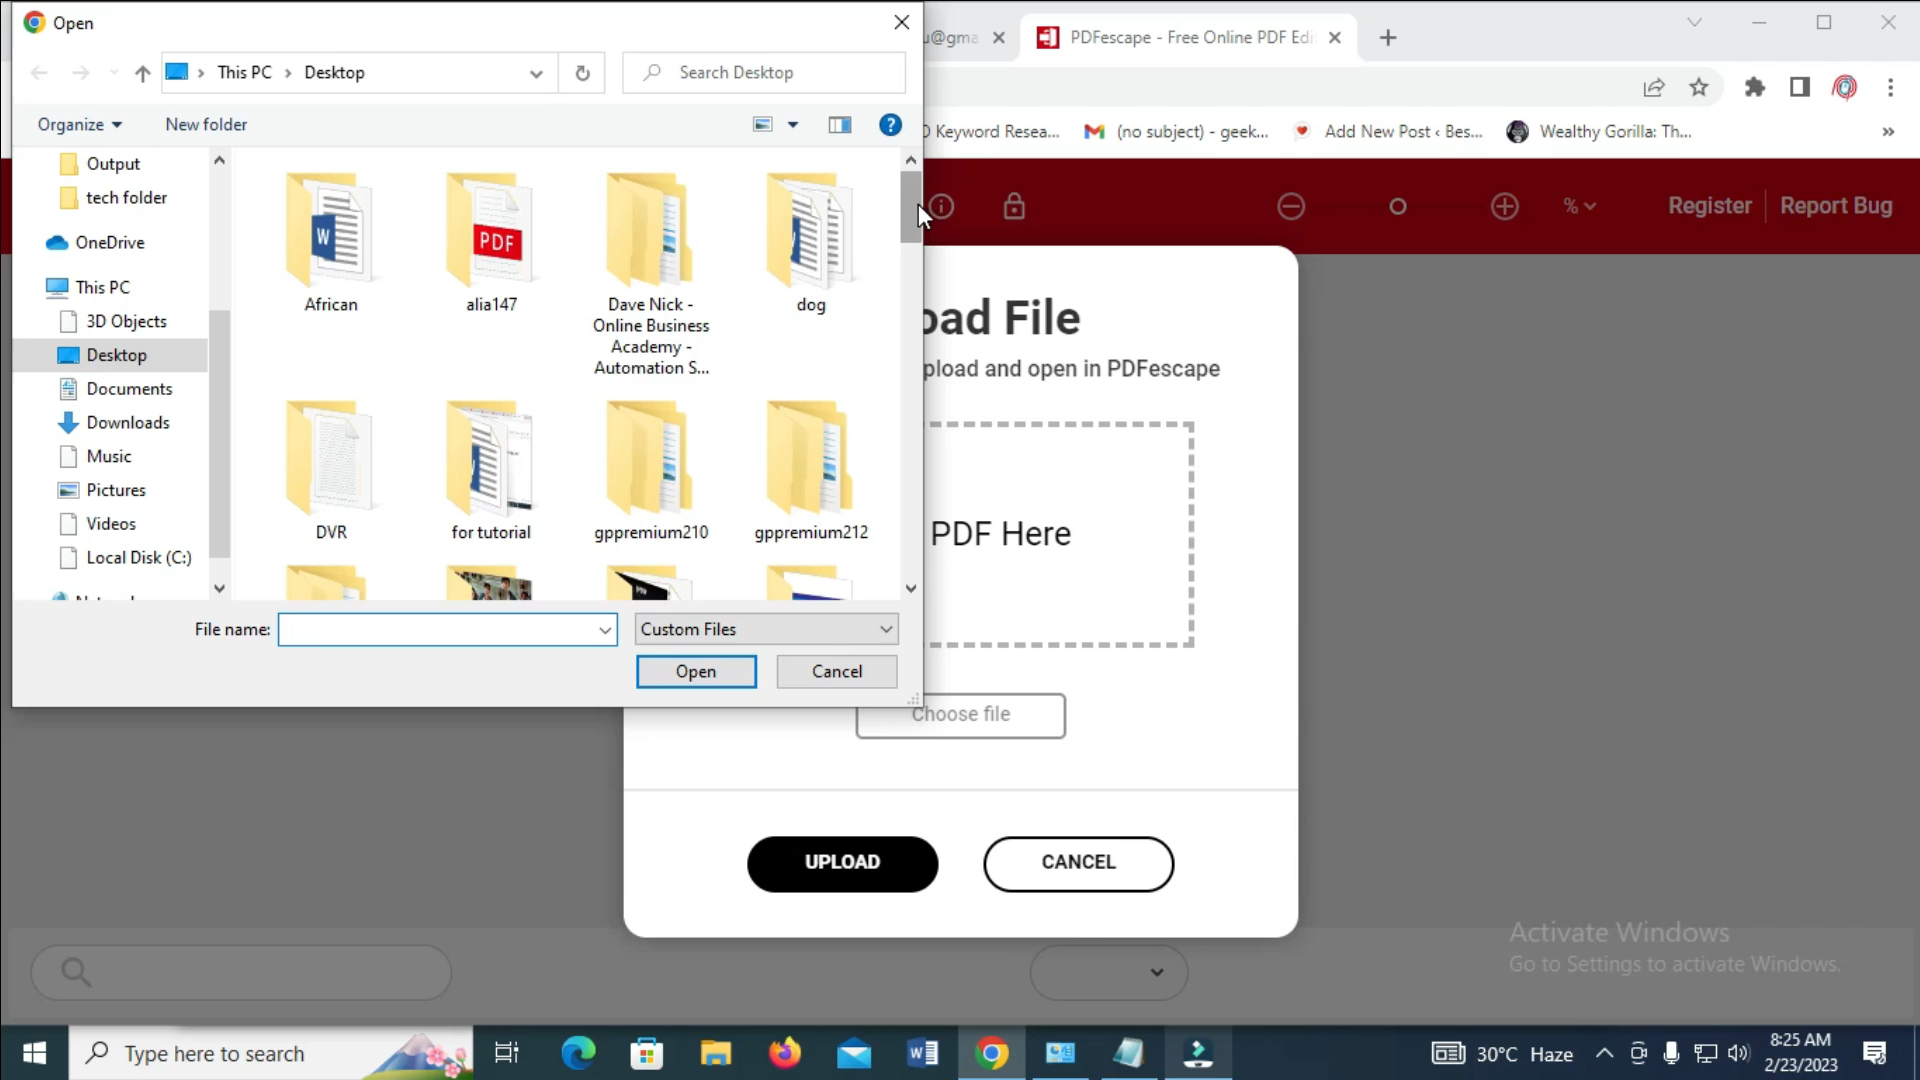 Open
This PC > Desktop
Search Desktop
Organize
New folder
Output
tech folder
OneDrive
This PC
3D Objects
Desktop
Documents
Downloads
Music
Pictures
Videos
Local Disk (C:)
W
African
PDF
alia147
Dave Nick -
Online Business
Academy -
Automation S...
dog
DVR
for tutorial
gppremium210
gppremium212
File name:
Custom Files
Open
Cancel
u@gma
PDFescape - Free Online PDF Edi
Keyword Resea...
(no subject) - geek...
Add New Post ‹ Bes...
Wealthy Gorilla: Th...
%
Register
Report Bug
oad File
pload and open in PDFescape
PDF Here
Choose file
UPLOAD
CANCEL
Activate Windows
Go to Settings to activate Windows.
Type here to search
30°C Haze
8:25 AM
2/23/2023